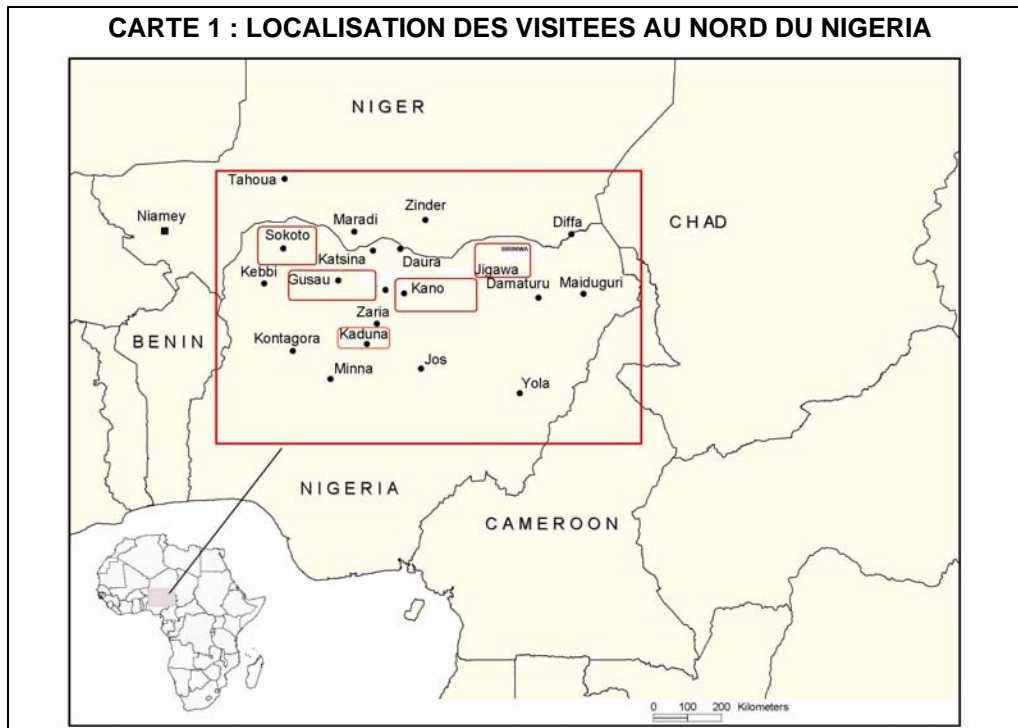 CARTE 1 : LOCALISATION DES VISITEES AU NORD DU NIGERIA
NIGER
Tahoua
Niamey
Zinder
Maradi
Diffa
CHAD
Sokoto
Katsina
Daura
BIRINIWA
Jigawa
Kebbi
Gusau
Kano
Damaturu
Maiduguri
Zaria
BENIN
Kontagora
Kaduna
Jos
Minna
Yola
NIGERIA
CAMEROON
0 100 200 Kilometers